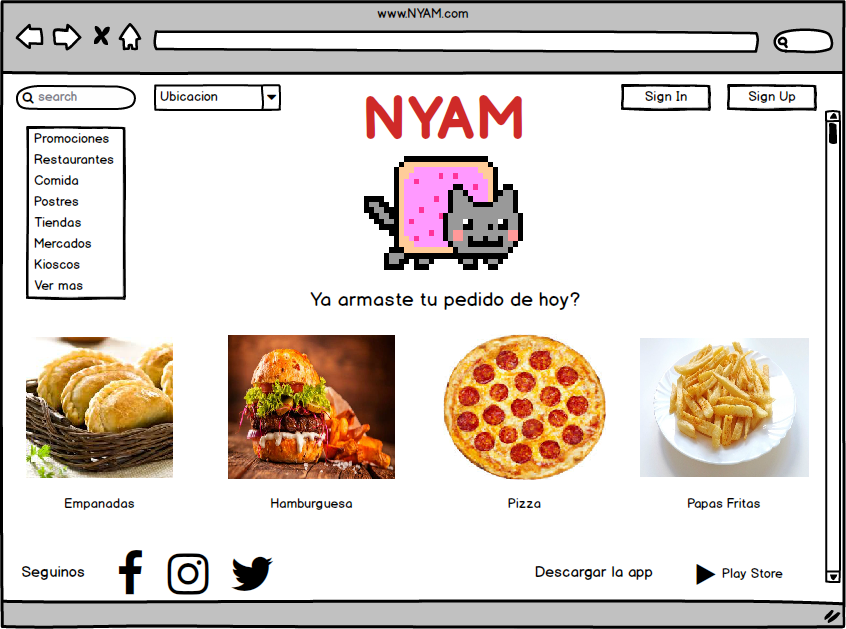 www.NYAM.com
search
Ubicacion
NYAM
Sign In
Sign Up
Promociones
Restaurantes
Comida
Postres
Tiendas
Mercados
Kioscos
Ver mas
Ya armaste tu pedido de hoy?
Empanadas
Hamburguesa
Pizza
Papas Fritas
Seguinos
Descargar la app
Play Store